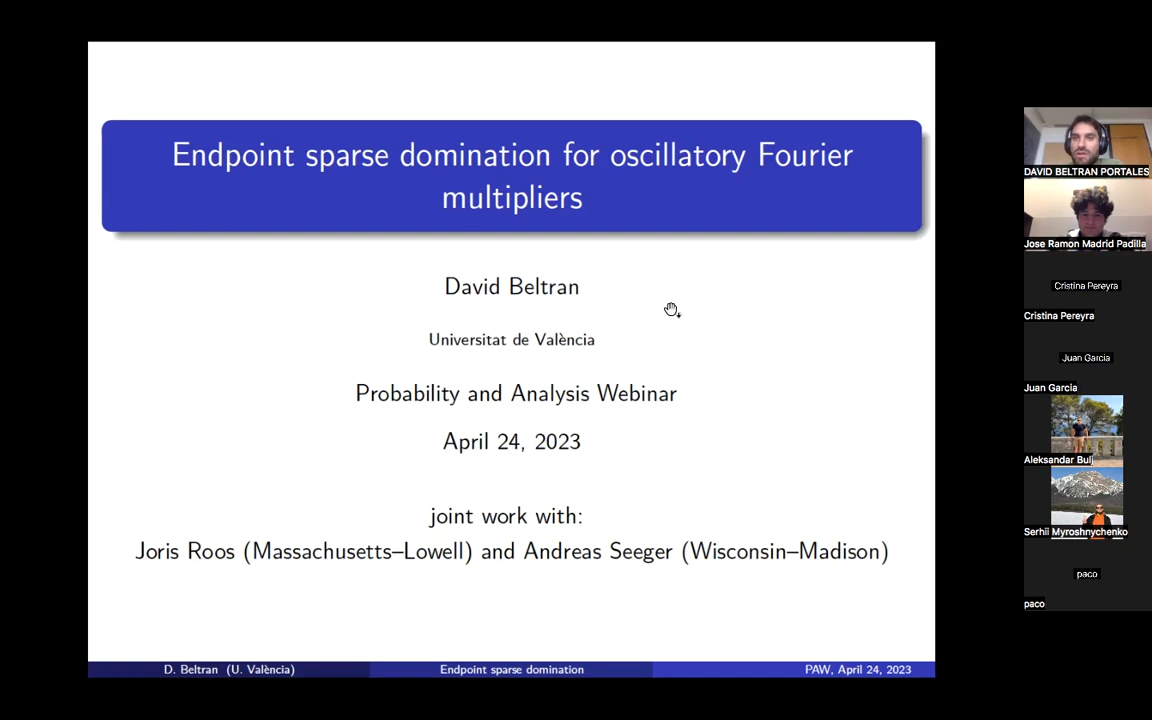 Endpoint sparse domination for oscillatory Fourier
multipliers
David Beltran
Universitat de València
Probability and Analysis Webinar
April 24, 2023
joint work with:
Joris Roos (Massachusetts–Lowell) and Andreas Seeger (Wisconsin–Madison)
D. Beltran (U. València)
Endpoint sparse domination
PAW, April 24, 2023
DAVID BELTRAN PORTALES
Jose Ramon Madrid Padilla
Cristina Pereyra
Cristina Pereyra
Juan Garcia
Juan Garcia
Aleksandar Bulj
Serhii Myroshnychenko
paco
paco